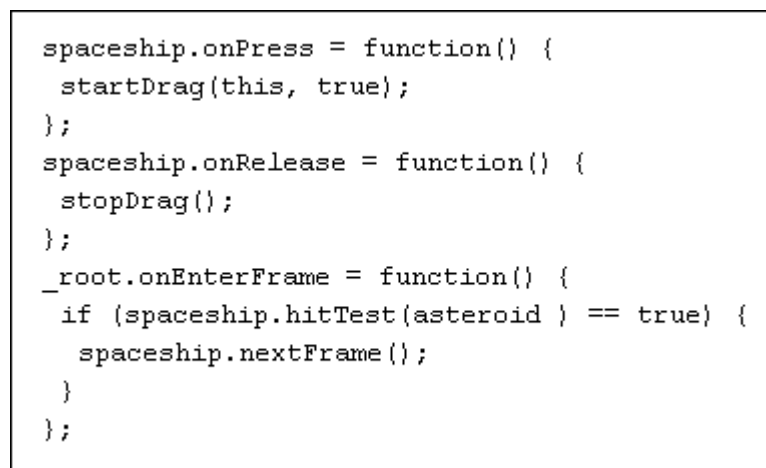 spaceship.onPress = function() {
 startDrag(this, true);
};
spaceship.onRelease = function() {
 stopDrag();
};
_root.onEnterFrame = function() {
 if (spaceship.hitTest(asteroid ) == true) {
  spaceship.nextFrame();
 }
};